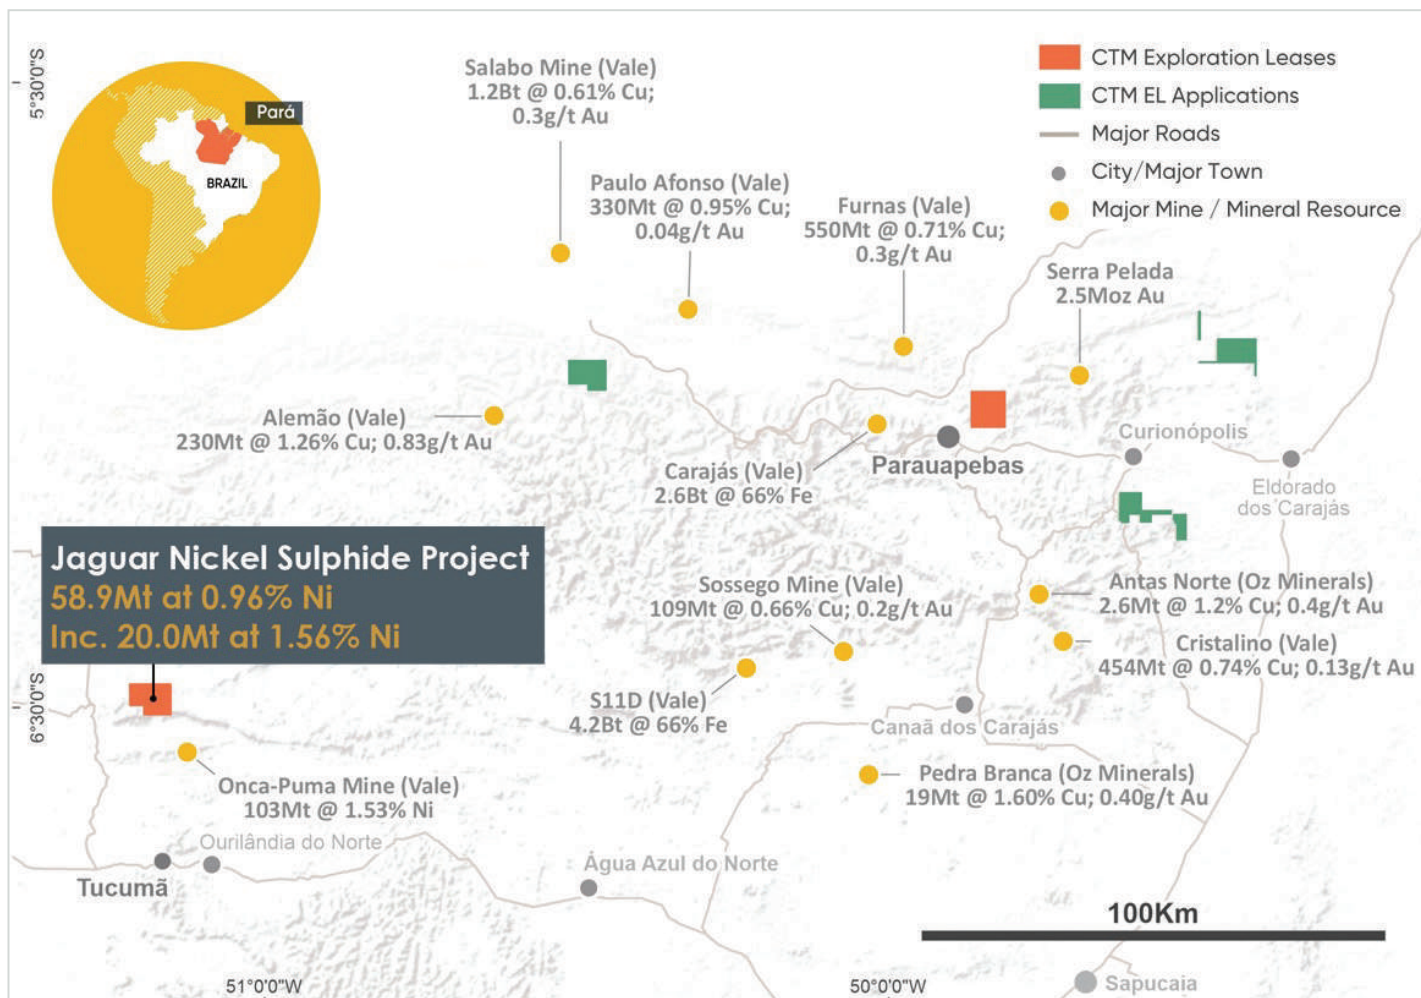 5°30'0"S
Pará
BRAZIL
Salabo Mine (Vale)
1.2Bt @ 0.61% Cu;
0.3g/t Au
CTM Exploration Leases
CTM EL Applications
Major Roads
City/Major Town
Major Mine / Mineral Resource
Paulo Afonso (Vale)
330Mt @ 0.95% Cu;
0.04g/t Au
Furnas (Vale)
550Mt @ 0.71% Cu;
0.3g/t Au
Serra Pelada
2.5Moz Au
Alemão (Vale)
230Mt @ 1.26% Cu; 0.83g/t Au
Carajás (Vale)
2.6Bt @ 66% Fe
Parauapebas
Curionópolis
Eldorado
dos Carajás
Jaguar Nickel Sulphide Project
58.9Mt at 0.96% Ni
Inc. 20.0Mt at 1.56% Ni
Sossego Mine (Vale)
109Mt @ 0.66% Cu; 0.2g/t Au
Antas Norte (Oz Minerals)
2.6Mt @ 1.2% Cu; 0.4g/t Au
Cristalino (Vale)
454Mt @ 0.74% Cu; 0.13g/t Au
S11D (Vale)
4.2Bt @ 66% Fe
6°30'0"S
Canaã dos Carajás
Onca-Puma Mine (Vale)
103Mt @ 1.53% Ni
Pedra Branca (Oz Minerals)
19Mt @ 1.60% Cu; 0.40g/t Au
Ourilândia do Norte
Tucumã
Água Azul do Norte
100Km
51°0'0"W
50°0'0"W
Sapucaia